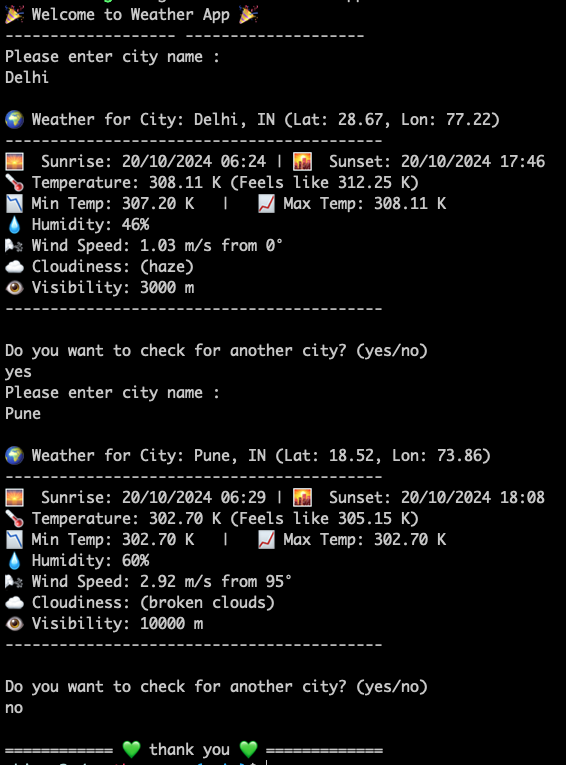 🎉 Welcome to Weather App 🎉
------------------- --------------------
Please enter city name :
Delhi
🌍 Weather for City: Delhi, IN (Lat: 28.67, Lon: 77.22)
------------------------------------------
🌅 Sunrise: 20/10/2024 06:24 | 🌇 Sunset: 20/10/2024 17:46
🌡️ Temperature: 308.11 K (Feels like 312.25 K)
📉 Min Temp: 307.20 K | 📈 Max Temp: 308.11 K
💧 Humidity: 46%
🌬️ Wind Speed: 1.03 m/s from 0°
☁️ Cloudiness: (haze)
👁️ Visibility: 3000 m
------------------------------------------
Do you want to check for another city? (yes/no)
yes
Please enter city name :
Pune
🌍 Weather for City: Pune, IN (Lat: 18.52, Lon: 73.86)
------------------------------------------
🌅 Sunrise: 20/10/2024 06:29 | 🌇 Sunset: 20/10/2024 18:08
🌡️ Temperature: 302.70 K (Feels like 305.15 K)
📉 Min Temp: 302.70 K | 📈 Max Temp: 302.70 K
💧 Humidity: 60%
🌬️ Wind Speed: 2.92 m/s from 95°
☁️ Cloudiness: (broken clouds)
👁️ Visibility: 10000 m
------------------------------------------
Do you want to check for another city? (yes/no)
no
============ 💚 thank you 💚 =============